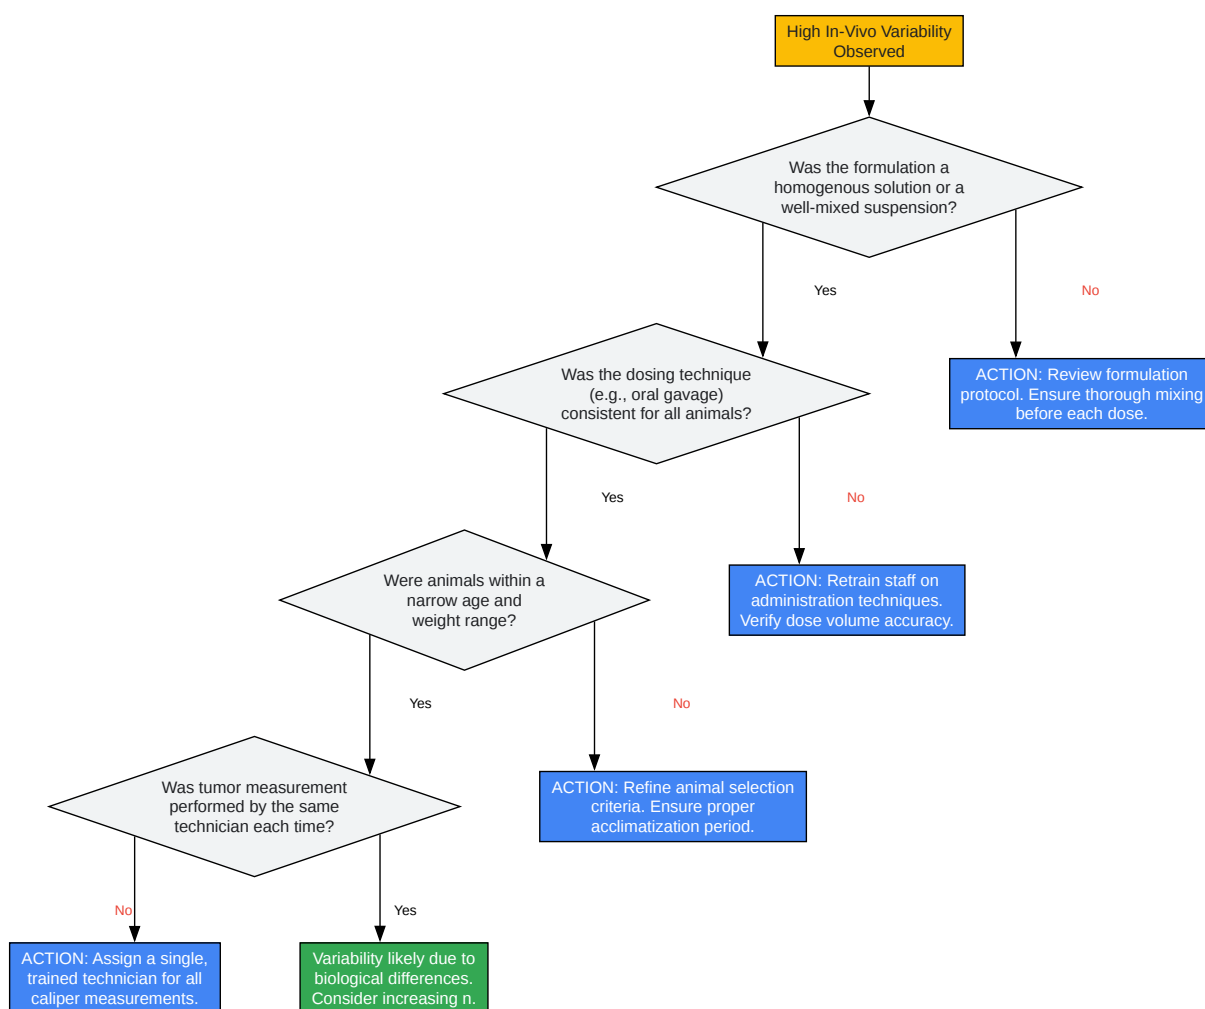 High In-Vivo Variability
Observed
Was the formulation a
homogenous solution or a
well-mixed suspension?
Yes
No
Was the dosing technique
(e.g., oral gavage)
consistent for all animals?
ACTION: Review formulation
protocol. Ensure thorough mixing
before each dose.
Yes
No
Were animals within a
narrow age and
weight range?
ACTION: Retrain staff on
administration techniques.
Verify dose volume accuracy.
Yes
No
Was tumor measurement
performed by the same
technician each time?
ACTION: Refine animal selection
criteria. Ensure proper
acclimatization period.
No
Yes
ACTION: Assign a single,
trained technician for all
caliper measurements.
Variability likely due to
biological differences.
Consider increasing n.